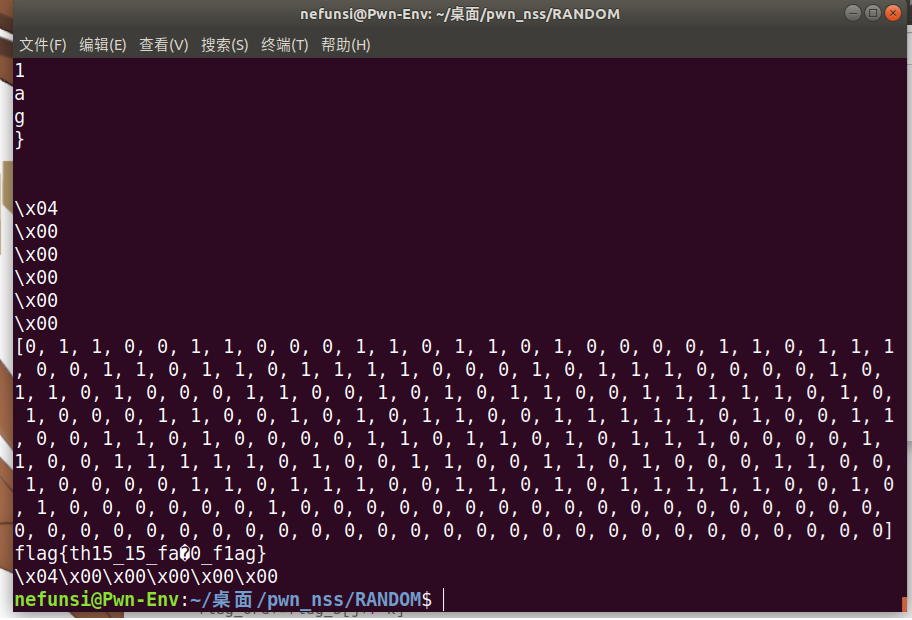 nefunsi@Pwn-Env: ~/桌面/pwn_nss/RANDOM
文件(F) 编辑(E) 查看(V) 搜索(S) 终端(T) 帮助(H)
1
a
g
}
\x04
\x00
\x00
\x00
\x00
\x00
[0, 1, 1, 0, 0, 1, 1, 0, 0, 0, 1, 1, 0, 1, 1, 0, 1, 0, 0, 0, 0, 1, 1, 0, 1, 1, 1
, 0, 0, 1, 1, 0, 1, 1, 0, 1, 1, 1, 1, 0, 0, 0, 1, 0, 1, 1, 1, 0, 0, 0, 0, 1, 0,
1, 1, 0, 1, 0, 0, 0, 1, 1, 0, 0, 1, 0, 1, 0, 1, 1, 0, 0, 1, 1, 1, 1, 1, 0, 1, 0,
 1, 0, 0, 0, 1, 1, 0, 0, 1, 0, 1, 0, 1, 1, 0, 0, 1, 1, 1, 1, 1, 0, 1, 0, 0, 1, 1
, 0, 0, 1, 1, 0, 1, 0, 0, 0, 0, 1, 1, 0, 1, 1, 0, 1, 0, 1, 1, 1, 0, 0, 0, 0, 1,
1, 0, 0, 1, 1, 1, 1, 1, 0, 1, 0, 0, 1, 1, 0, 0, 1, 1, 0, 1, 0, 0, 0, 1, 1, 0, 0,
 1, 0, 0, 0, 0, 1, 1, 0, 1, 1, 1, 0, 0, 1, 1, 0, 1, 0, 1, 1, 1, 1, 1, 0, 0, 1, 0
, 1, 0, 0, 0, 0, 0, 0, 1, 0, 0, 0, 0, 0, 0, 0, 0, 0, 0, 0, 0, 0, 0, 0, 0, 0, 0,
0, 0, 0, 0, 0, 0, 0, 0, 0, 0, 0, 0, 0, 0, 0, 0, 0, 0, 0, 0, 0, 0, 0, 0, 0, 0, 0]
flag{th15_15_fa�0_f1ag}
\x04\x00\x00\x00\x00\x00
nefunsi@Pwn-Env:~/桌面/pwn_nss/RANDOM$